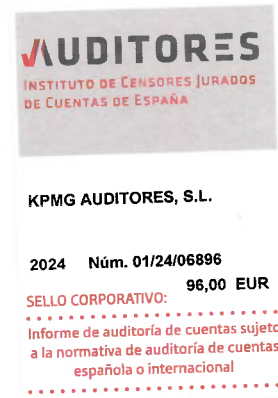 AUDITORES
INSTITUTO DE CENSORES JURADOS
DE CUENTAS DE ESPAÑA
KPMG AUDITORES, S.L.
2024 Núm. 01/24/06896
96,00 EUR
SELLO CORPORATIVO:
Informe de auditoría de cuentas sujeto
a la normativa de auditoría de cuentas
española o internacional